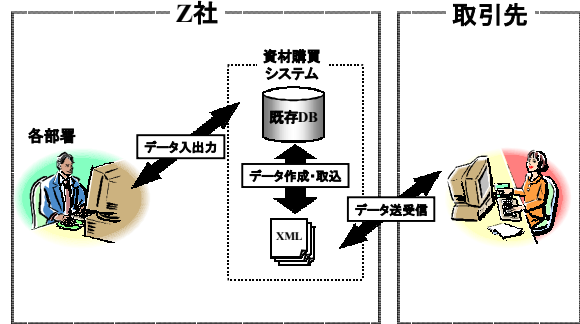 Z社
取引先
資材購買
システム
既存DB
各部署
データ入出力
データ作成・取込
データ送受信
XML